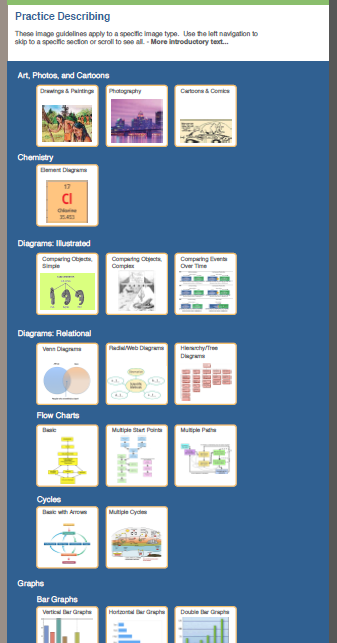 Practice Describing
These image guidelines apply to a specific image type. Use the left navigation to
skip to a specific section or scroll to see all. - More introductory text...
Art, Photos, and Cartoons
Drawings & Paintings
Photography
Cartoons & Comics
Chemistry
Element Diagrams
17
Cl
Chlorine
35.453
Diagrams: Illustrated
Comparing Objects,
Simple
Comparing Objects,
Complex
Comparing Events
Over Time
Diagrams: Relational
Venn Diagrams
Radial/Web Diagrams
Hierarchy/Tree
Diagrams
Flow Charts
Basic
Multiple Start Points
Multiple Paths
Cycles
Basic with Arrows
Multiple Cycles
Graphs
Bar Graphs
Vertical Bar Graphs
Horizontal Bar Graphs
Double Bar Graphs